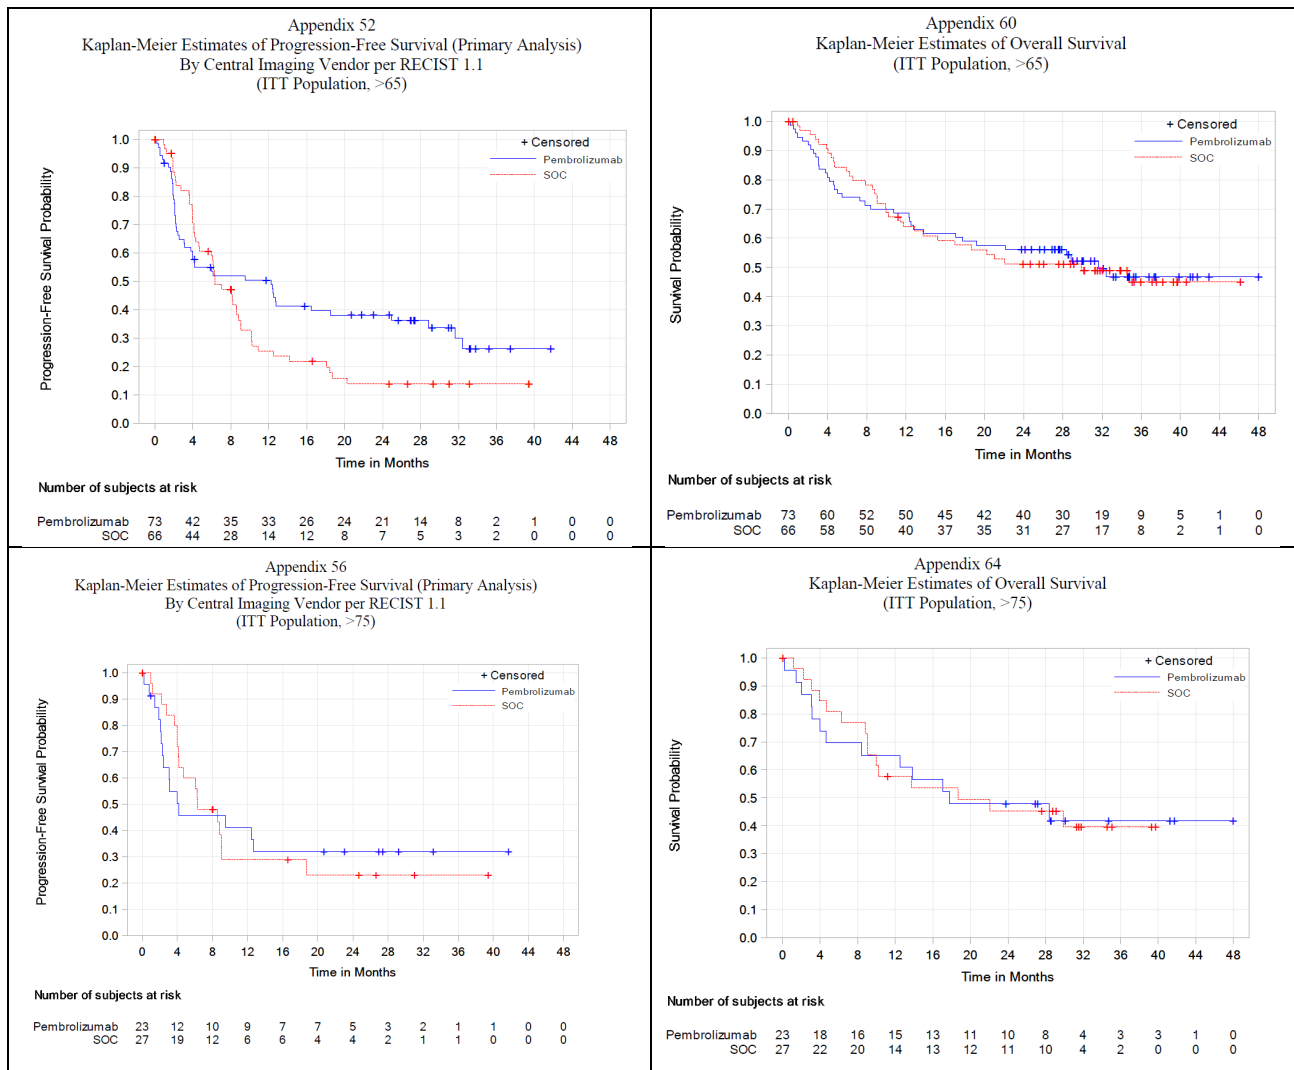 Appendix 52
Kaplan-Meier Estimates of Progression-Free Survival (Primary Analysis)
By Central Imaging Vendor per RECIST 1.1
(ITT Population, >65)
1.0
0.9
0.8
0.7
0.6
0.5
0.4
0.3
0.2
0.1
0.0
Progression-Free Survival Probability
+ Censored
Pembrolizumab
SOC
0 4 8 12 16 20 24 28 32 36 40 44 48
Time in Months
Number of subjects at risk
Pembrolizumab 73 42 35 33 26 24 21 14 8 2 1 0 0
SOC 66 44 28 14 12 8 7 5 3 2 0 0 0
Appendix 60
Kaplan-Meier Estimates of Overall Survival
(ITT Population, >65)
1.0
0.9
0.8
0.7
0.6
0.5
0.4
0.3
0.2
0.1
0.0
Survival Probability
+ Censored
Pembrolizumab
SOC
0 4 8 12 16 20 24 28 32 36 40 44 48
Time in Months
Number of subjects at risk
Pembrolizumab 73 60 52 50 45 42 40 30 19 9 5 1 0
SOC 66 58 50 40 37 35 31 27 17 8 2 1 0
Appendix 56
Kaplan-Meier Estimates of Progression-Free Survival (Primary Analysis)
By Central Imaging Vendor per RECIST 1.1
(ITT Population, >75)
1.0
0.9
0.8
0.7
0.6
0.5
0.4
0.3
0.2
0.1
0.0
Progression-Free Survival Probability
+ Censored
Pembrolizumab
SOC
0 4 8 12 16 20 24 28 32 36 40 44 48
Time in Months
Number of subjects at risk
Pembrolizumab 23 12 10 9 7 7 5 3 2 1 1 0 0
SOC 27 19 12 6 6 4 4 2 1 1 0 0 0
Appendix 64
Kaplan-Meier Estimates of Overall Survival
(ITT Population, >75)
1.0
0.9
0.8
0.7
0.6
0.5
0.4
0.3
0.2
0.1
0.0
Survival Probability
+ Censored
Pembrolizumab
SOC
0 4 8 12 16 20 24 28 32 36 40 44 48
Time in Months
Number of subjects at risk
Pembrolizumab 23 18 16 15 13 11 10 8 4 3 3 1 0
SOC 27 22 20 14 13 12 11 10 4 2 0 0 0